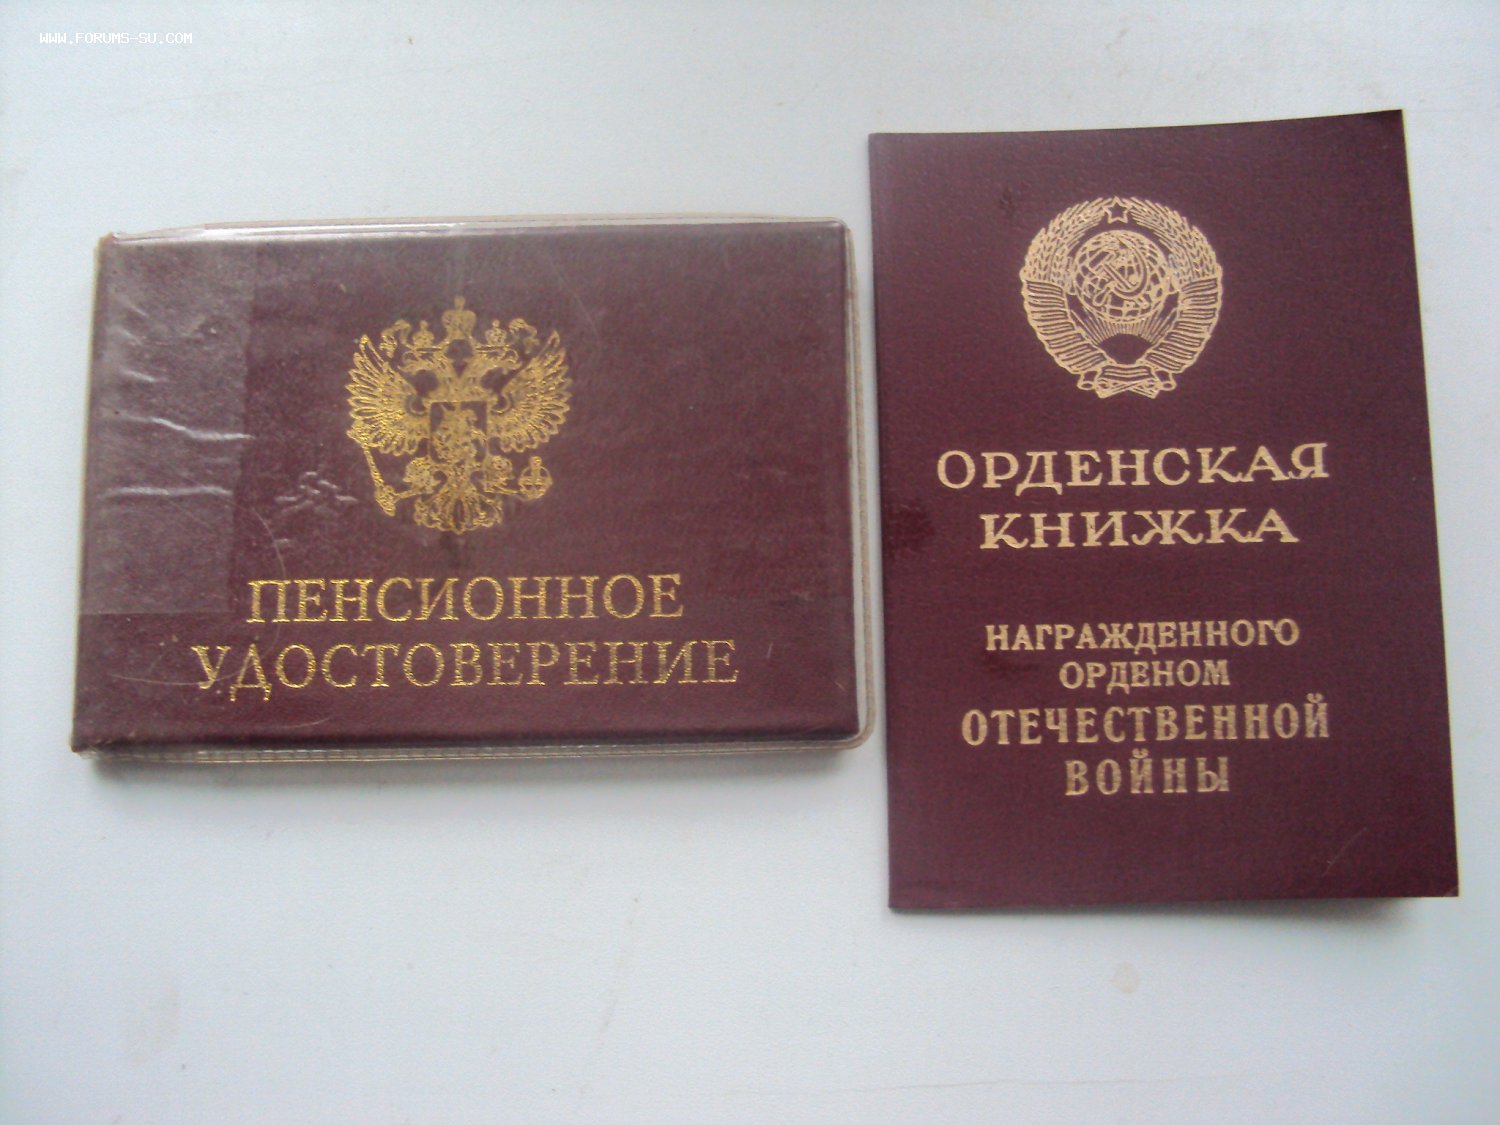 WWW.FORUMS-SU.COM
ПЕНСИОННОЕ
УДОСТОВЕРЕНИЕ
ОРДЕНСКАЯ
КНИЖКА
НАГРАЖДЕННОГО
ОРДЕНОМ
ОТЕЧЕСТВЕННОЙ
ВОЙНЫ